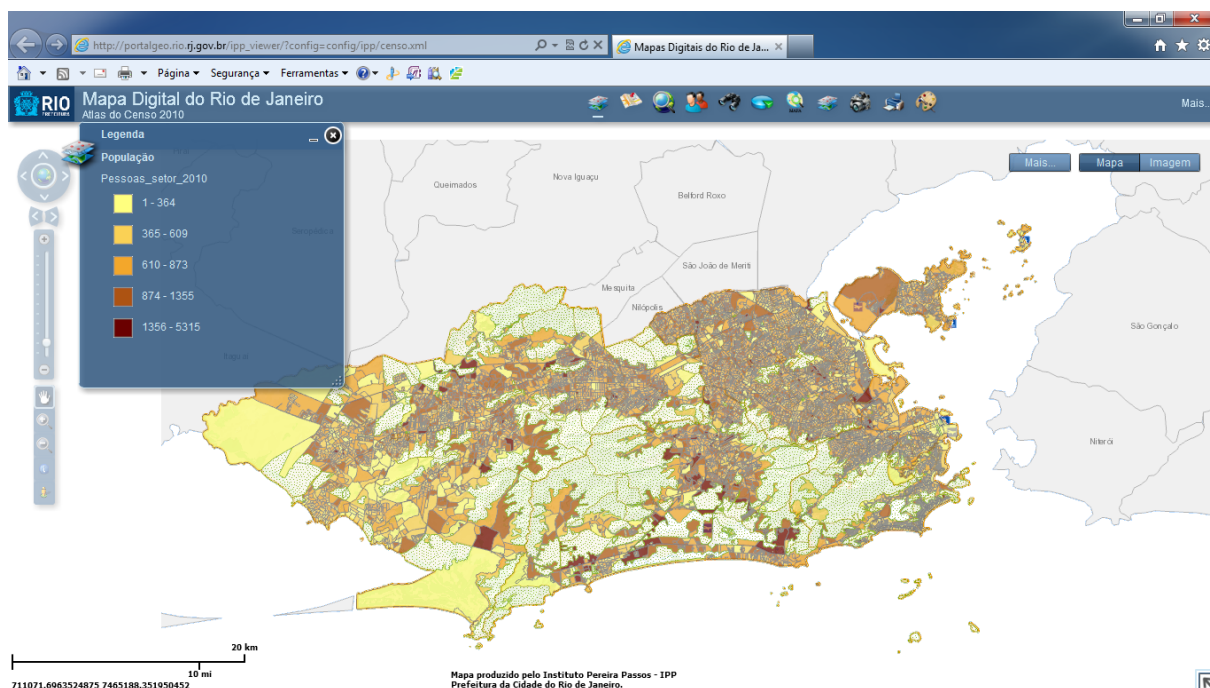 http://portalgeo.rio.rj.gov.br/ipp_viewer/?config=config/ipp/censo.xml
Mapas Digitais do Rio de Ja...
Página
Segurança
Ferramentas
RIO
PREFEITURA
Mapa Digital do Rio de Janeiro
Atlas do Censo 2010
Mais...
Legenda
População
Pessoas_setor_2010
1 - 364
365 - 609
610 - 873
874 - 1355
1356 - 5315
Mais...
Mapa
Imagem
Queimados
Nova Iguaçu
Belford Roxo
São João de Meriti
Mesquita
Nilópolis
São Gonçalo
Niterói
Itaguaí
20 km
10 mi
711071.6963524875 7465188.351950452
Mapa produzido pelo Instituto Pereira Passos - IPP
Prefeitura da Cidade do Rio de Janeiro.